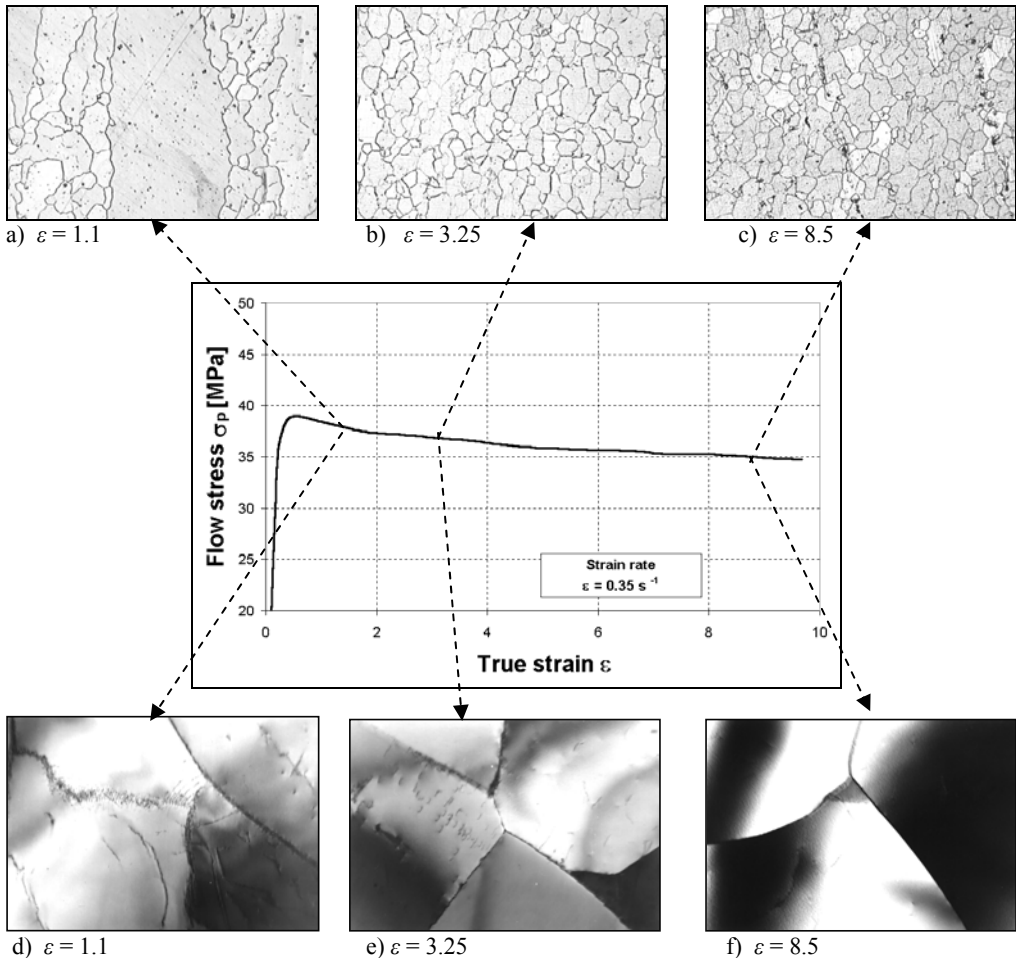 a) ε = 1.1
b) ε = 3.25
c) ε = 8.5
50
45
40
35
30
25
20
Flow stress σp [MPa]
Strain rate
ε = 0.35 s -1
0 2 4 6 8 10
True strain ε
d) ε = 1.1
e) ε = 3.25
f) ε = 8.5